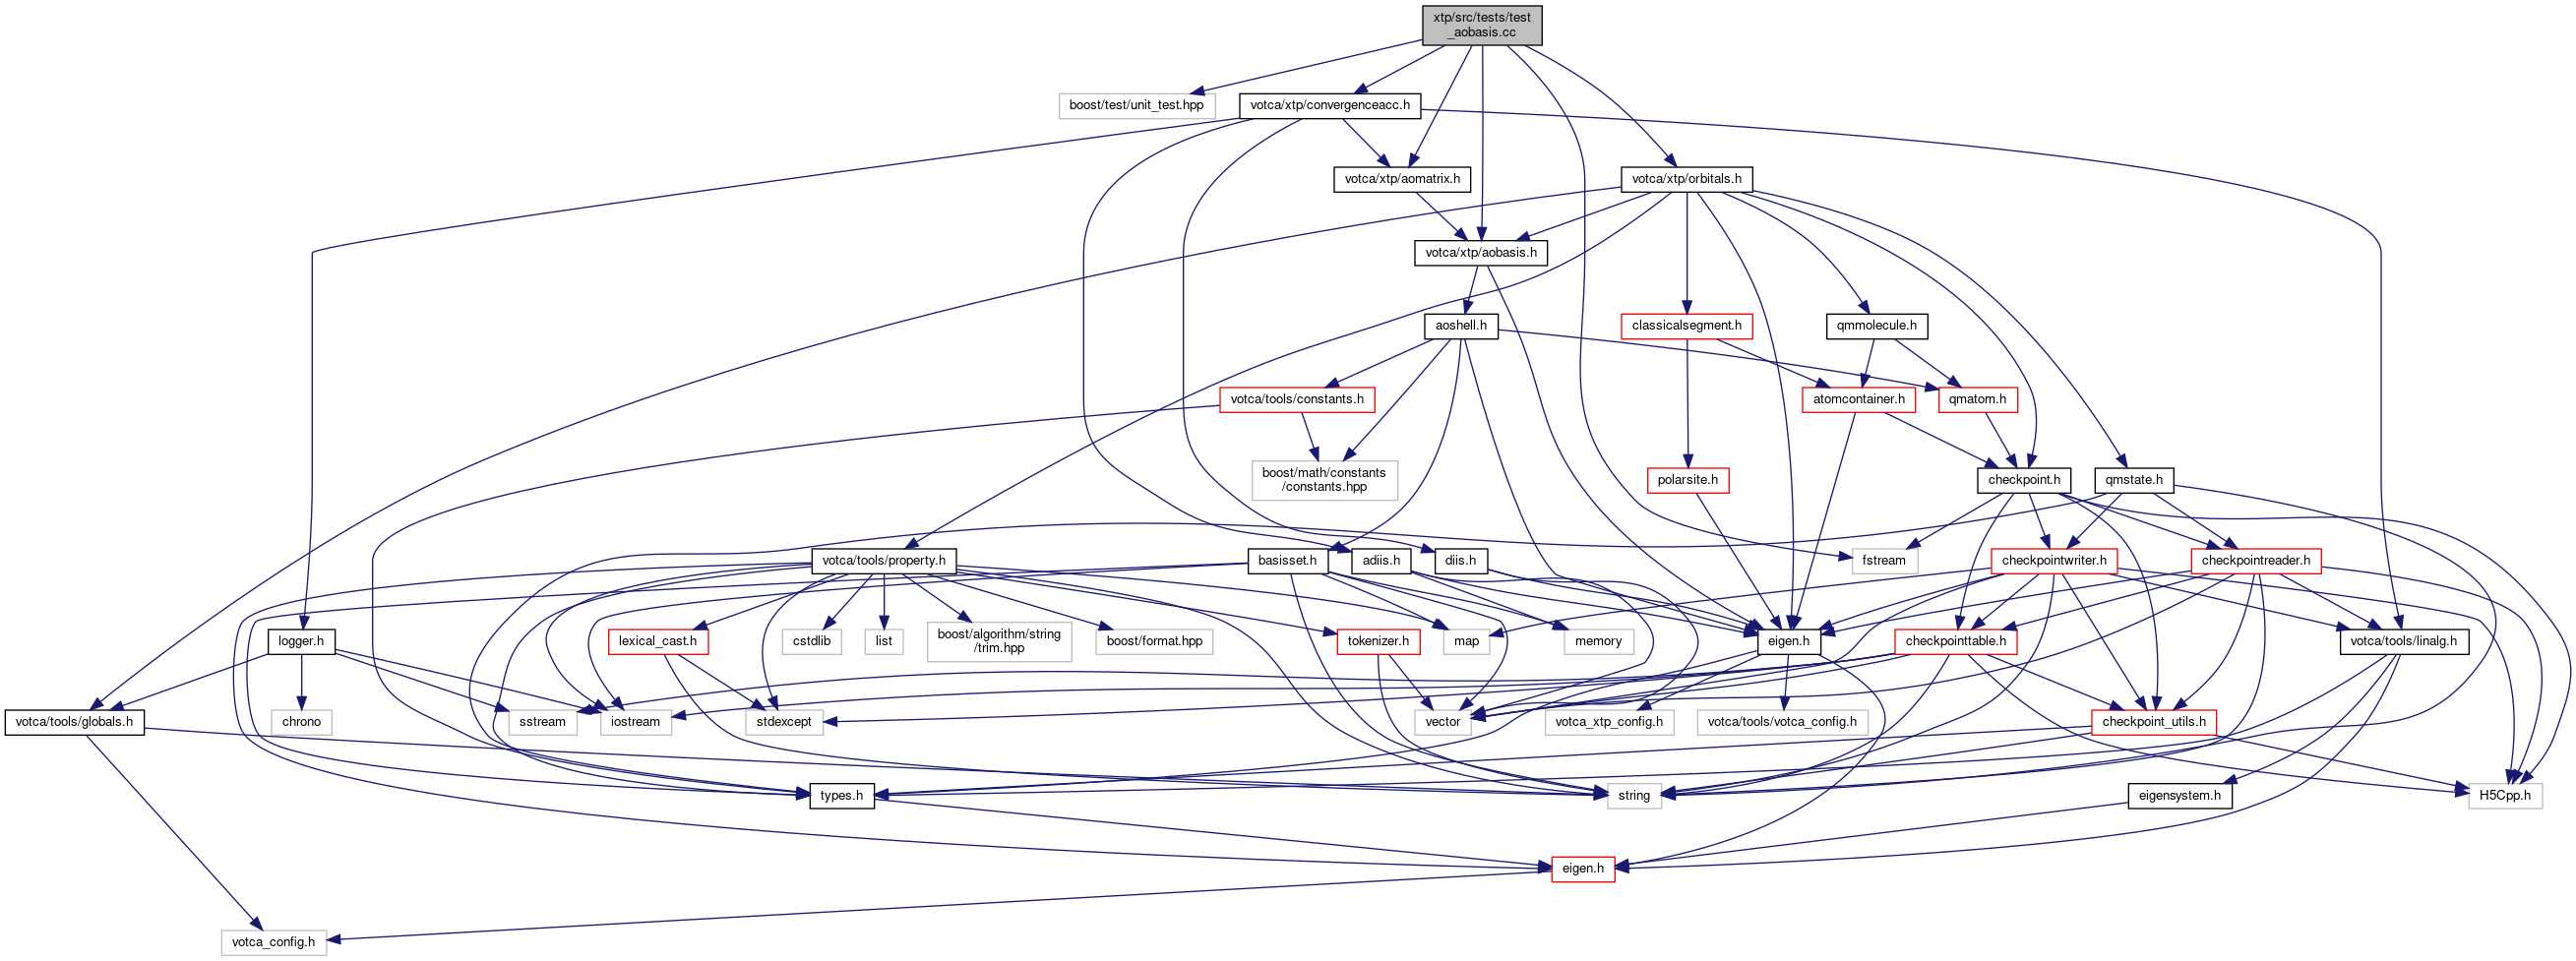 xtp/src/tests/test
_aobasis.cc
boost/test/unit_test.hpp
votca/xtp/convergenceacc.h
votca/xtp/aomatrix.h
votca/xtp/orbitals.h
votca/xtp/aobasis.h
aoshell.h
classicalsegment.h
qmmolecule.h
votca/tools/constants.h
atomcontainer.h
qmatom.h
boost/math/constants
/constants.hpp
polarsite.h
checkpoint.h
qmstate.h
votca/tools/property.h
basisset.h
adiis.h
diis.h
fstream
checkpointwriter.h
checkpointreader.h
logger.h
lexical_cast.h
cstdlib
list
boost/algorithm/string
/trim.hpp
boost/format.hpp
tokenizer.h
map
memory
eigen.h
checkpointtable.h
votca/tools/linalg.h
votca/tools/globals.h
chrono
sstream
iostream
stdexcept
vector
votca_xtp_config.h
votca/tools/votca_config.h
checkpoint_utils.h
types.h
string
eigensystem.h
H5Cpp.h
eigen.h
votca_config.h